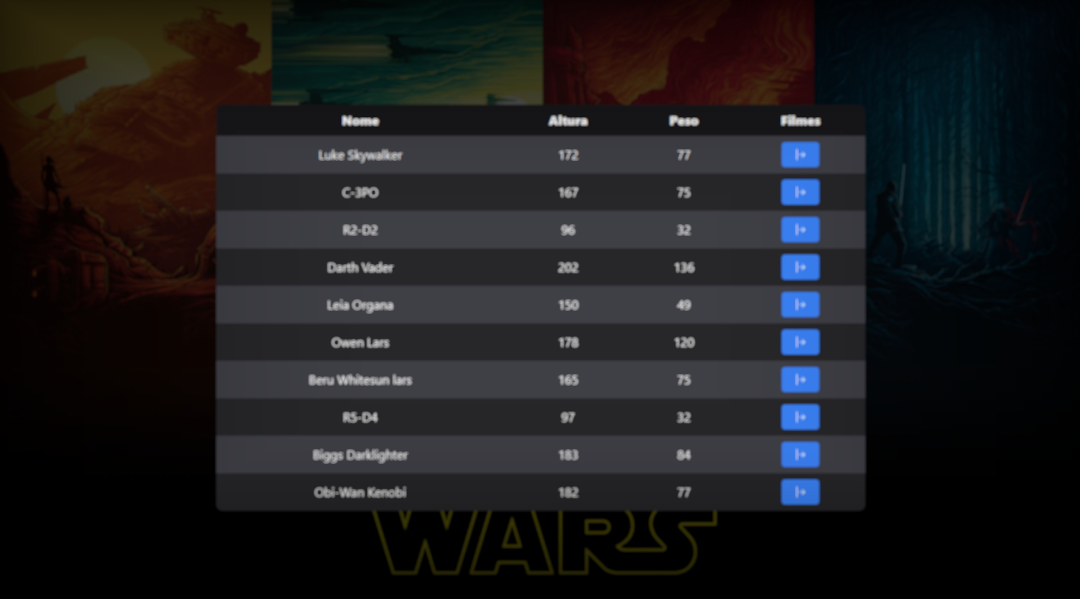 Nome Altura Peso Filmes
Luke Skywalker 172 77
C-3PO 167 75
R2-D2 96 32
Darth Vader 202 136
Leia Organa 150 49
Owen Lars 178 120
Beru Whitesun lars 165 75
R5-D4 97 32
Biggs Darklighter 183 84
Obi-Wan Kenobi 182 77
WARS